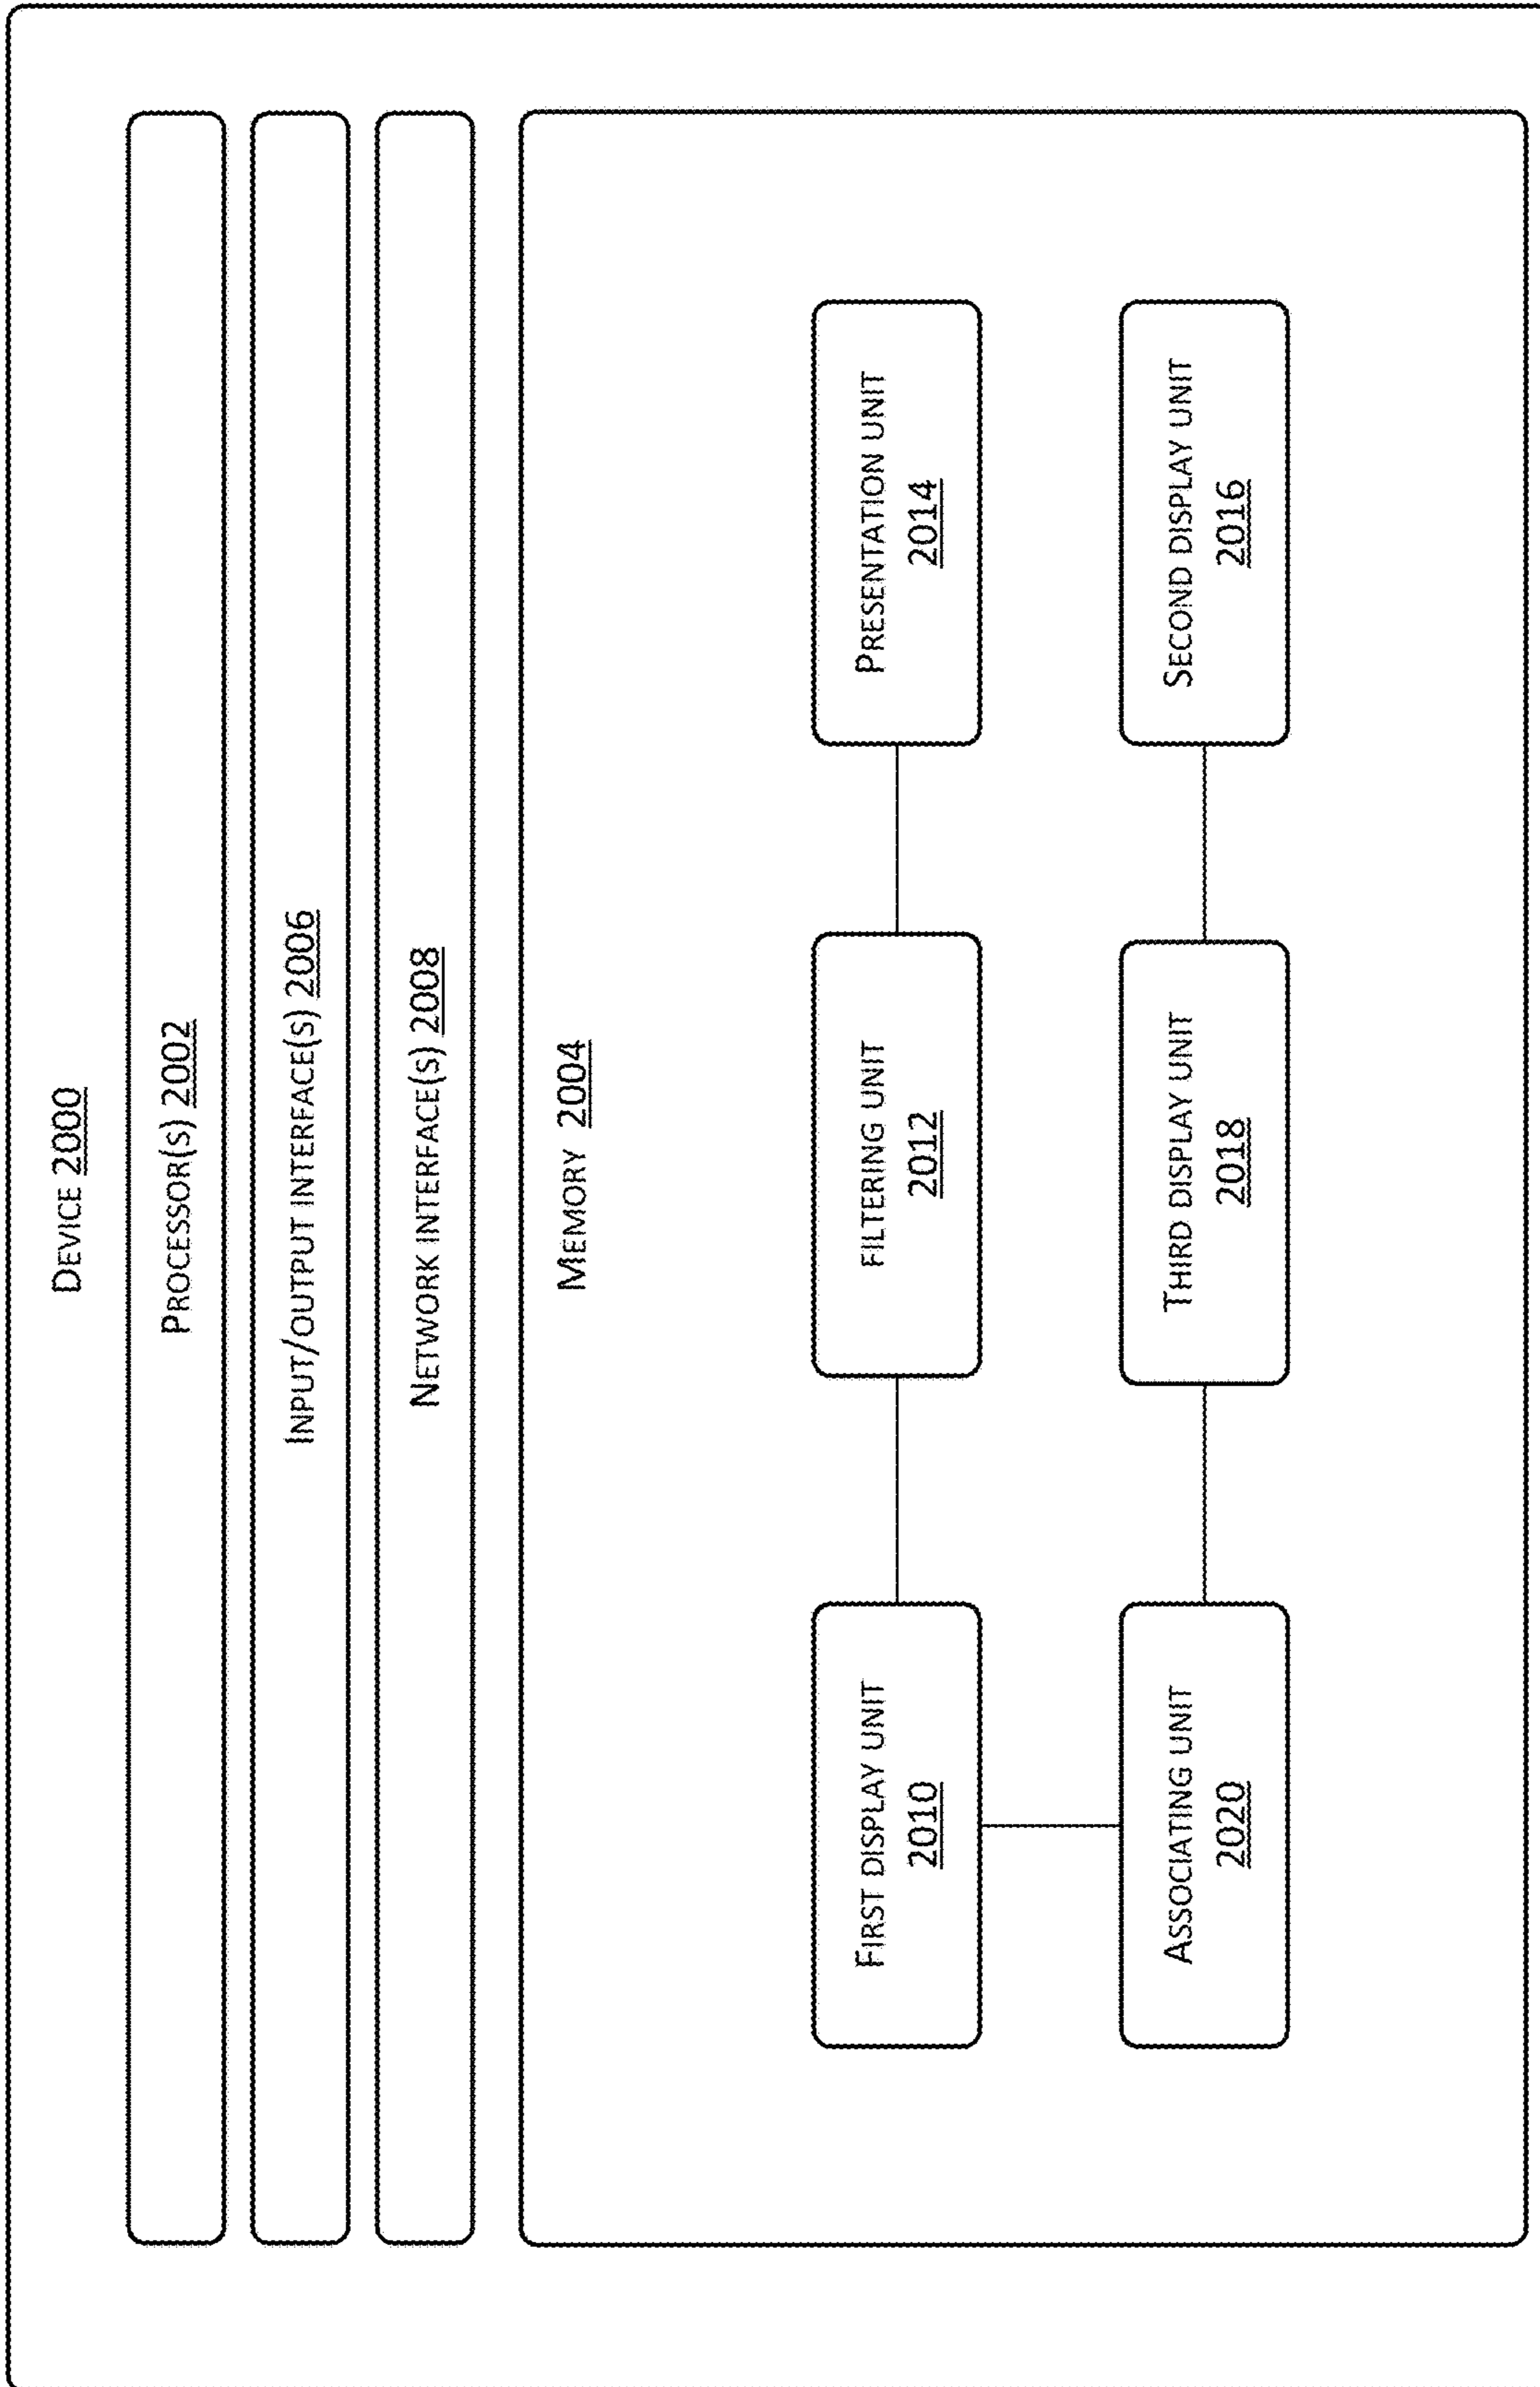 DEVICE 2000
PROCESSOR(S) 2002
INPUT/OUTPUT INTERFACE(S) 2006
NETWORK INTERFACE(S) 2008
MEMORY 2004
FIRST DISPLAY UNIT
2010
FILTERING UNIT
2012
PRESENTATION UNIT
2014
ASSOCIATING UNIT
2020
THIRD DISPLAY UNIT
2018
SECOND DISPLAY UNIT
2016